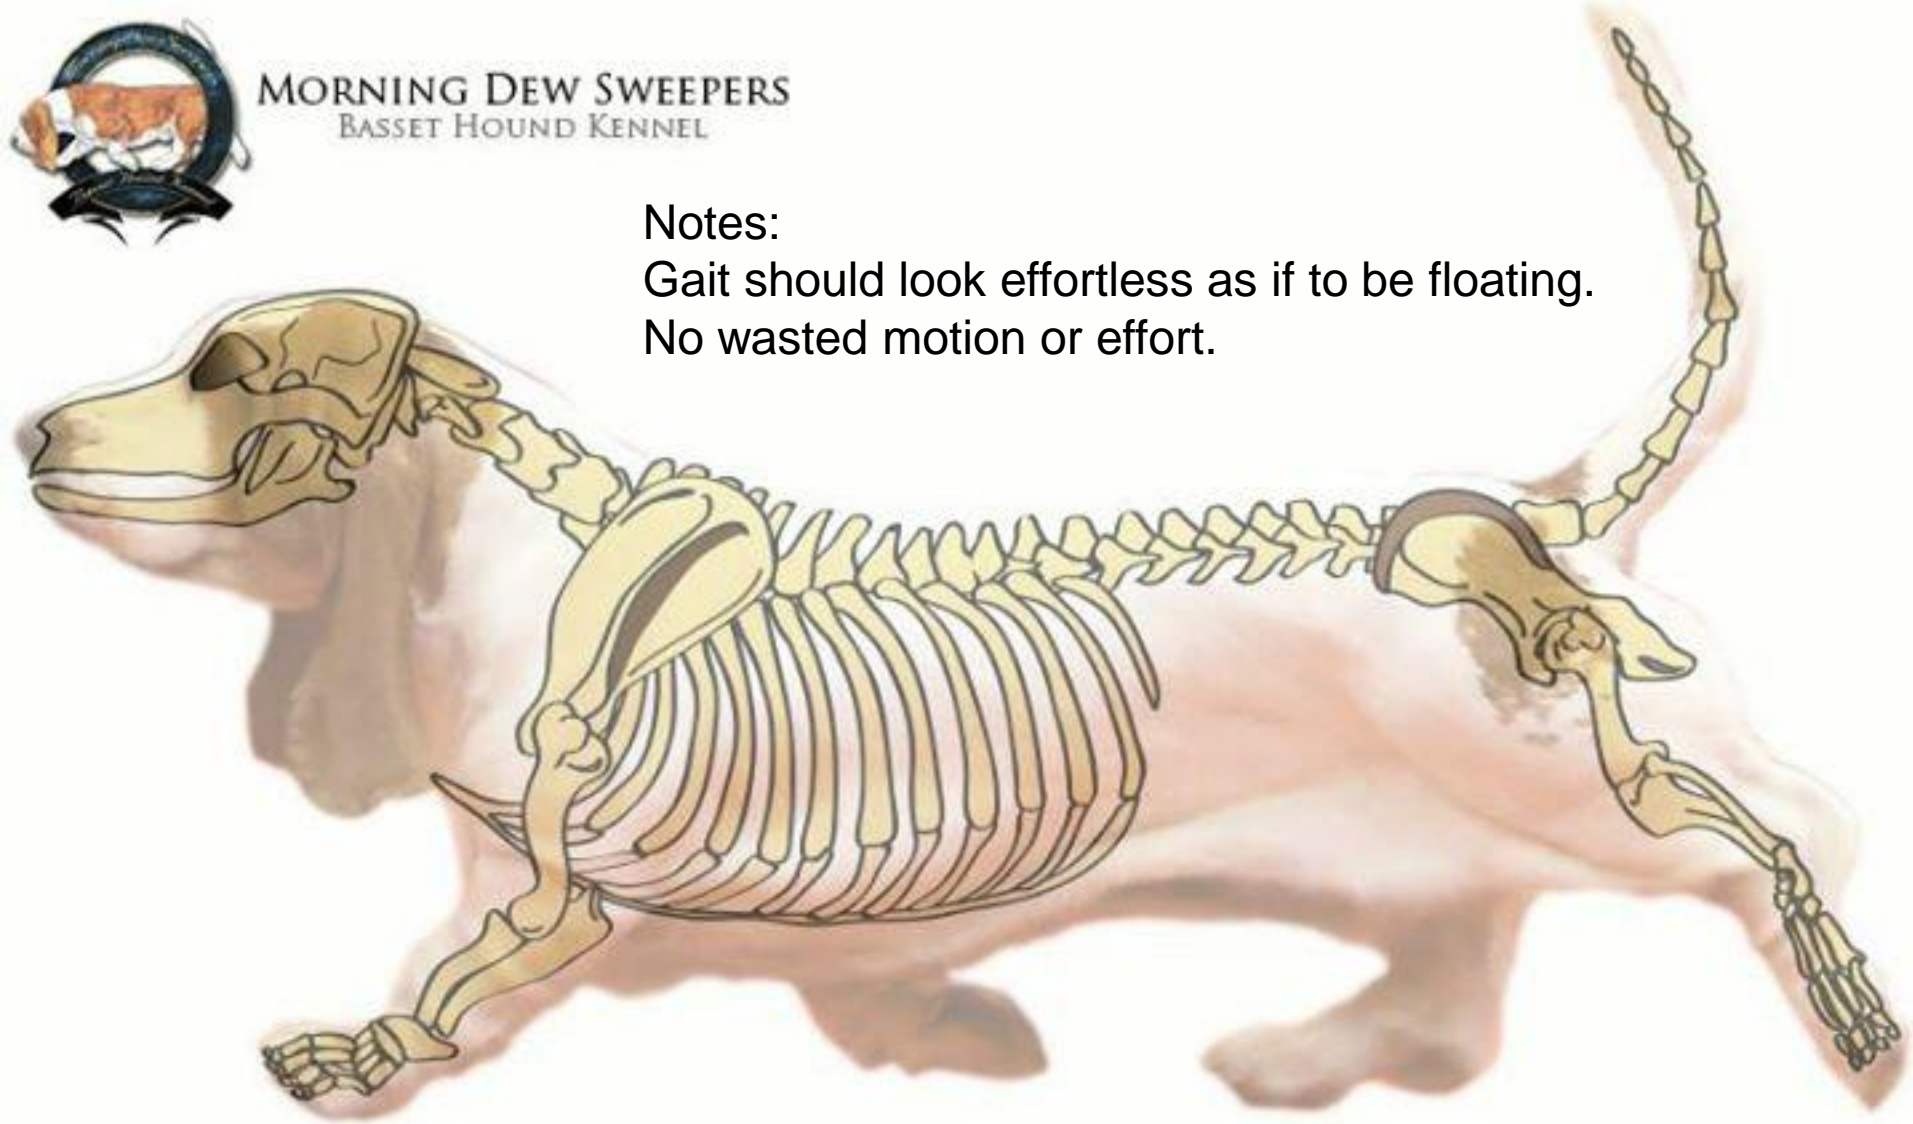 MORNING DEW SWEEPERS
BASSET HOUND KENNEL
Notes:
Gait should look effortless as if to be floating.
No wasted motion or effort.